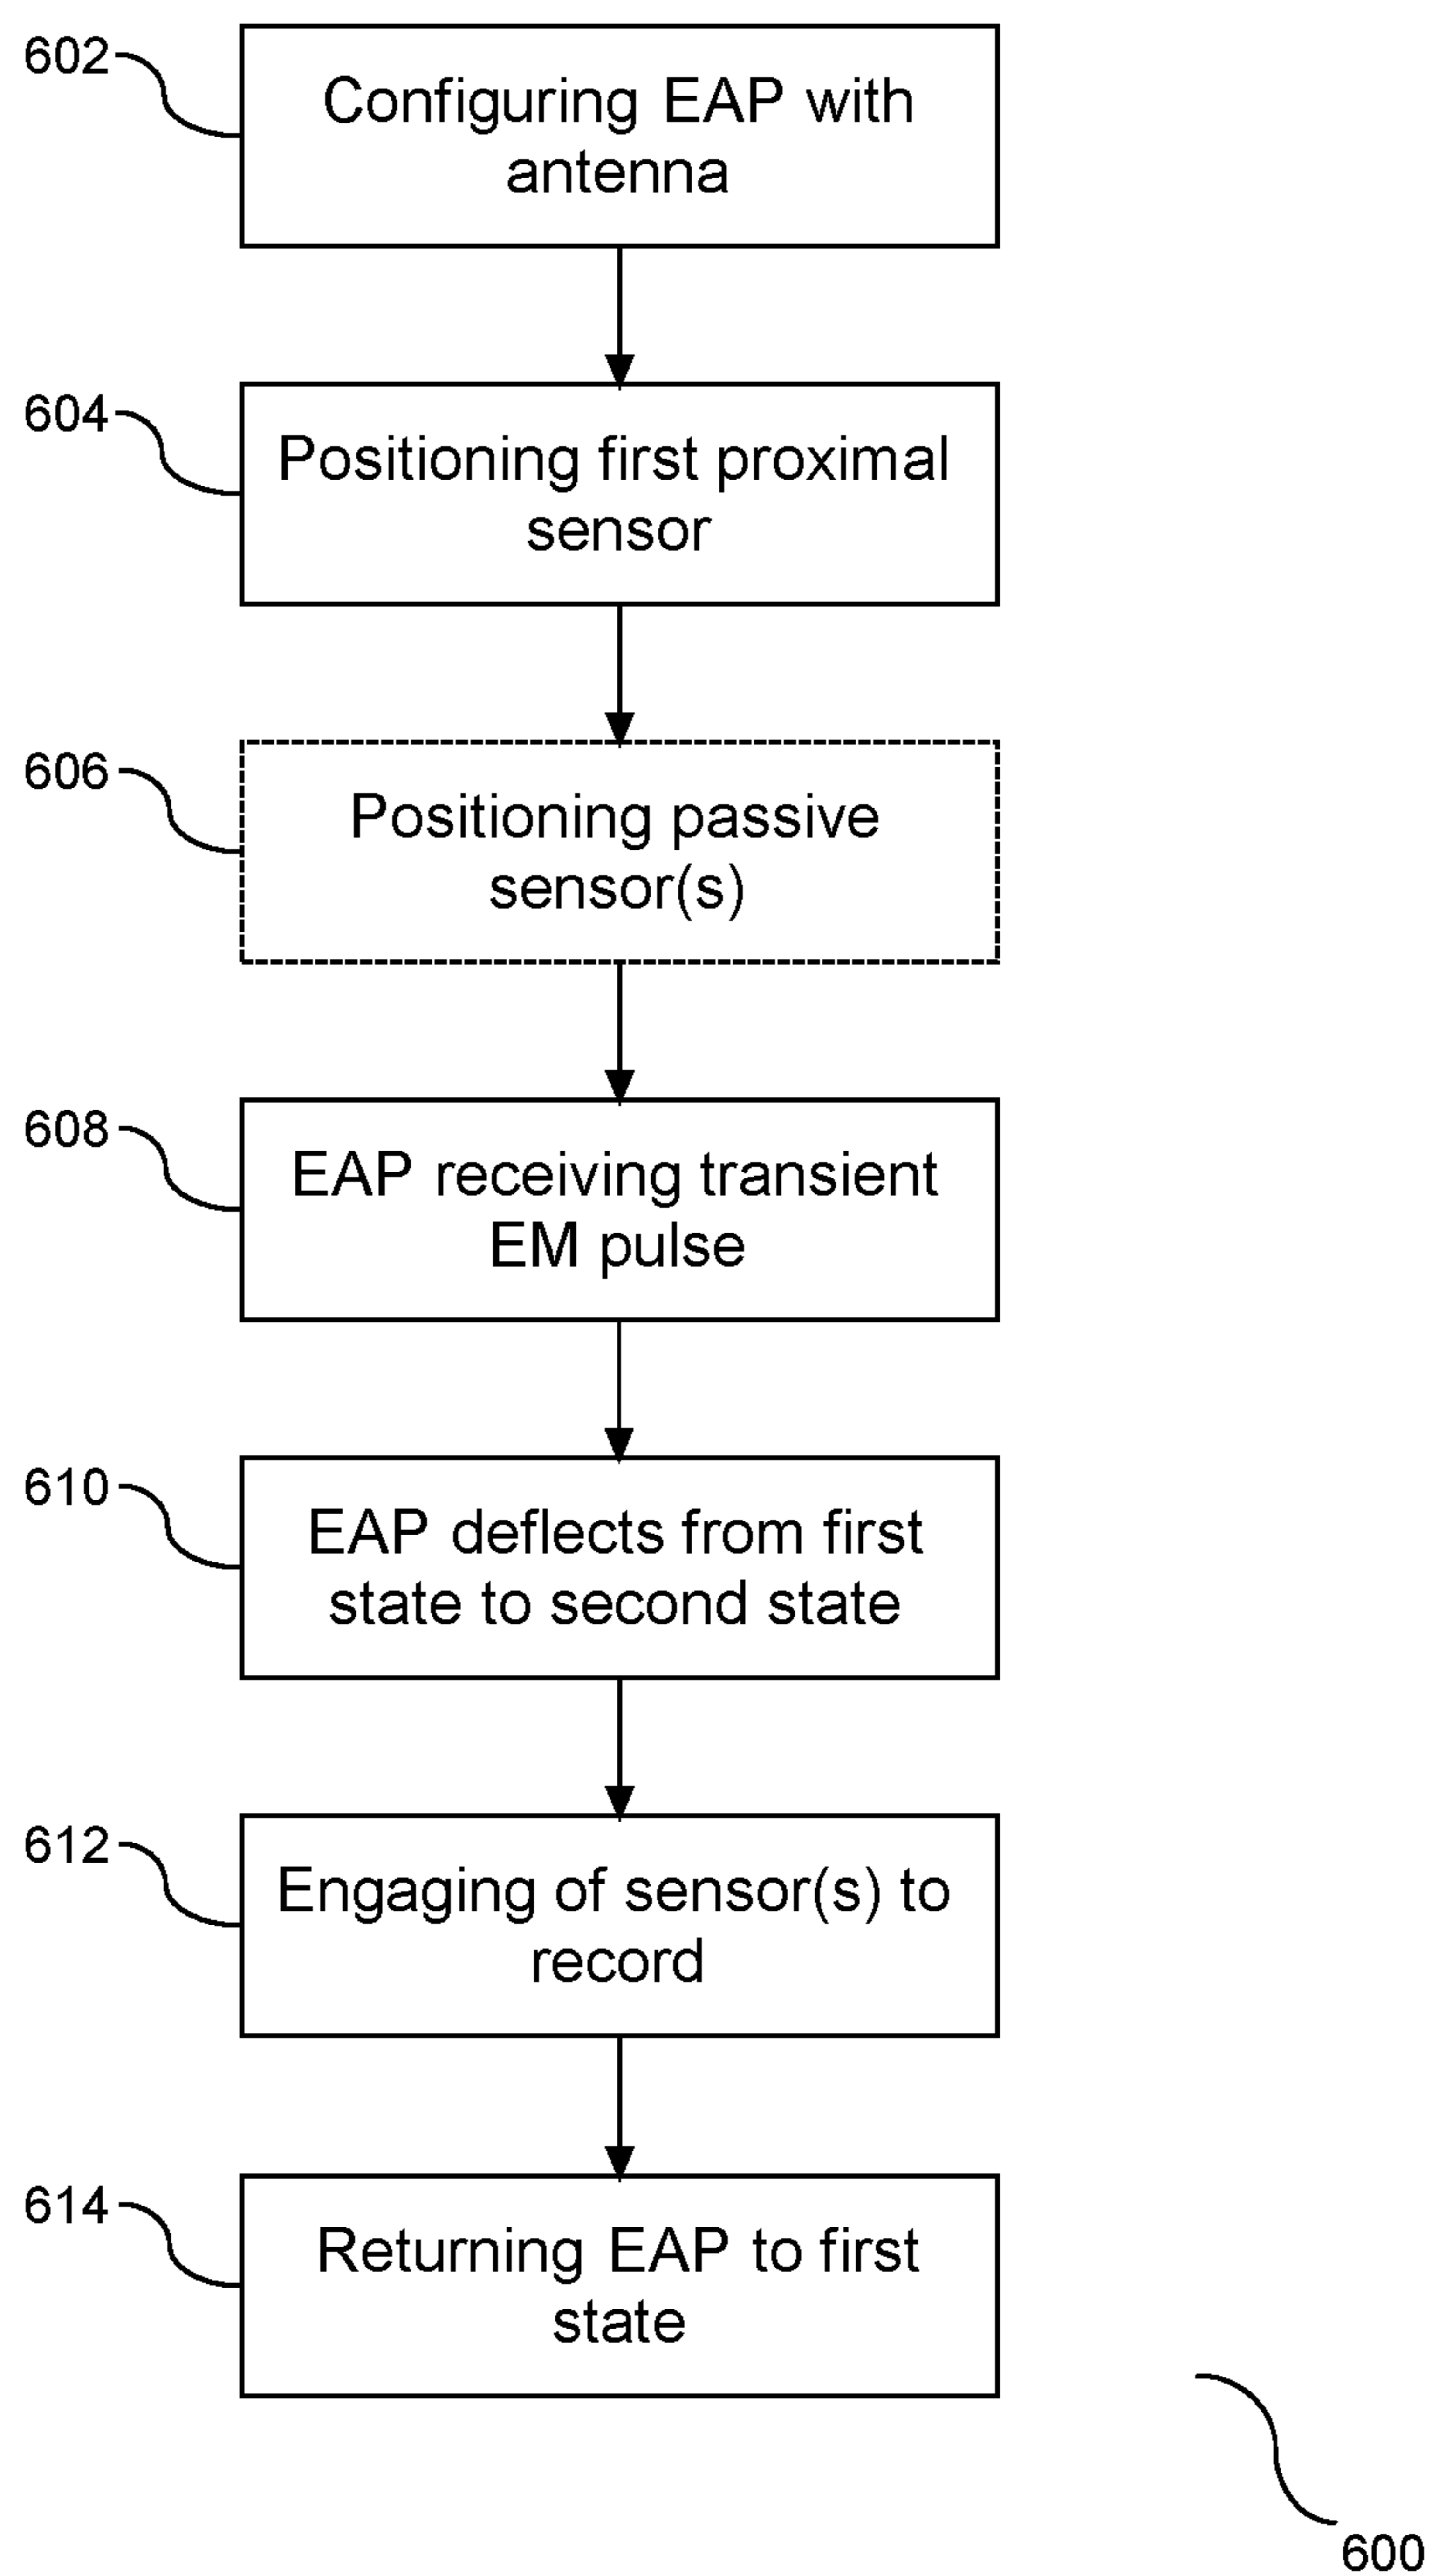 602
Configuring EAP with
antenna
604
Positioning first proximal
sensor
606
Positioning passive
sensor(s)
608
EAP receiving transient
EM pulse
610
EAP deflects from first
state to second state
612
Engaging of sensor(s) to
record
614
Returning EAP to first
state
600